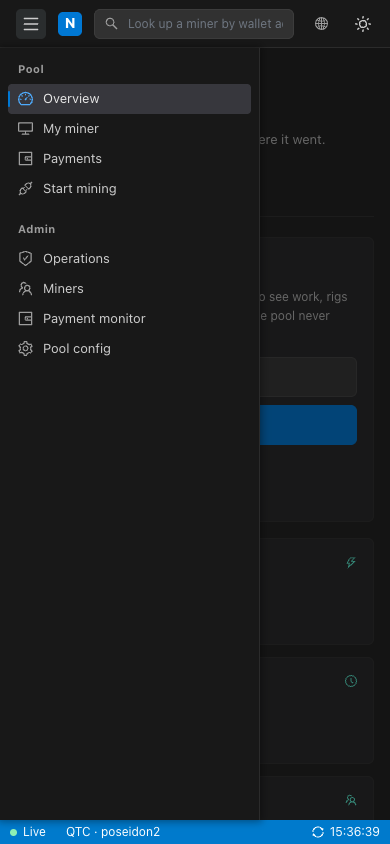 N Look up a miner by wallet a
Pool
Overview
ere it went.
My miner
Payments
Start mining
Admin
Operations
Miners
o see work, rigs
Payment monitor
e pool never
Pool config
Live QTC · poseidon2 15:36:39